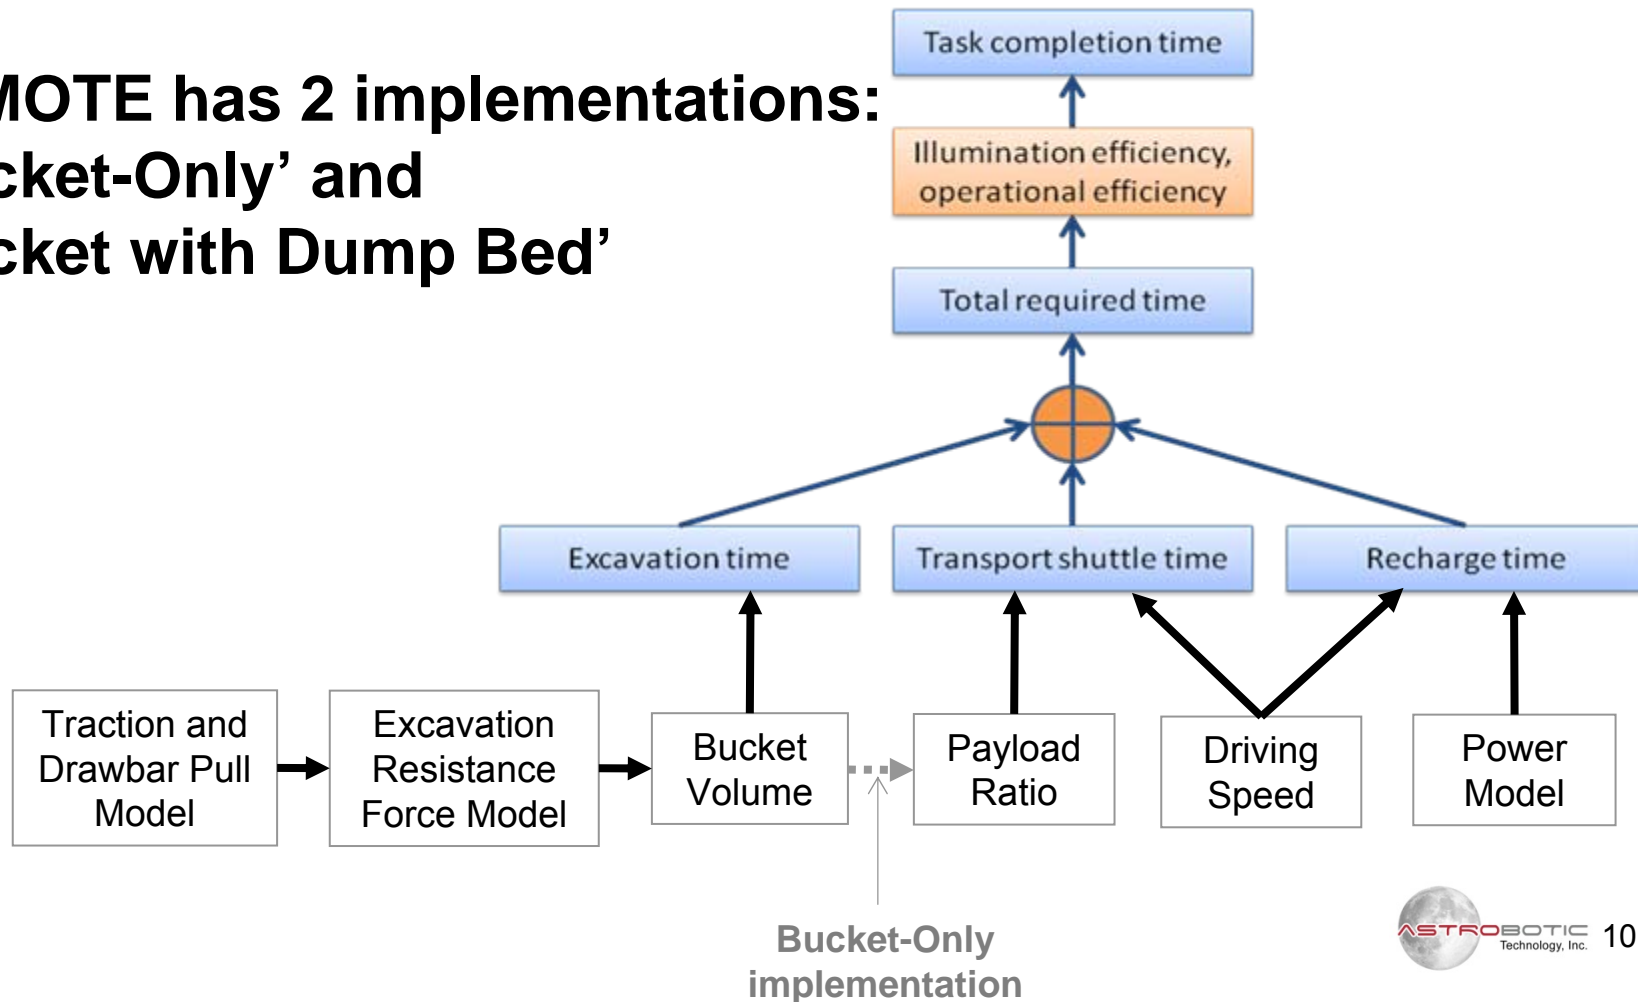 MOTE has 2 implementations:
cket-Only’ and
cket with Dump Bed’
Task completion time
Illumination efficiency,
operational efficiency
Total required time
Excavation time
Transport shuttle time
Recharge time
Traction and
Drawbar Pull
Model
Excavation
Resistance
Force Model
Bucket
Volume
Payload
Ratio
Driving
Speed
Power
Model
Bucket-Only
implementation
ASTROBOTIC
Technology, Inc.
10